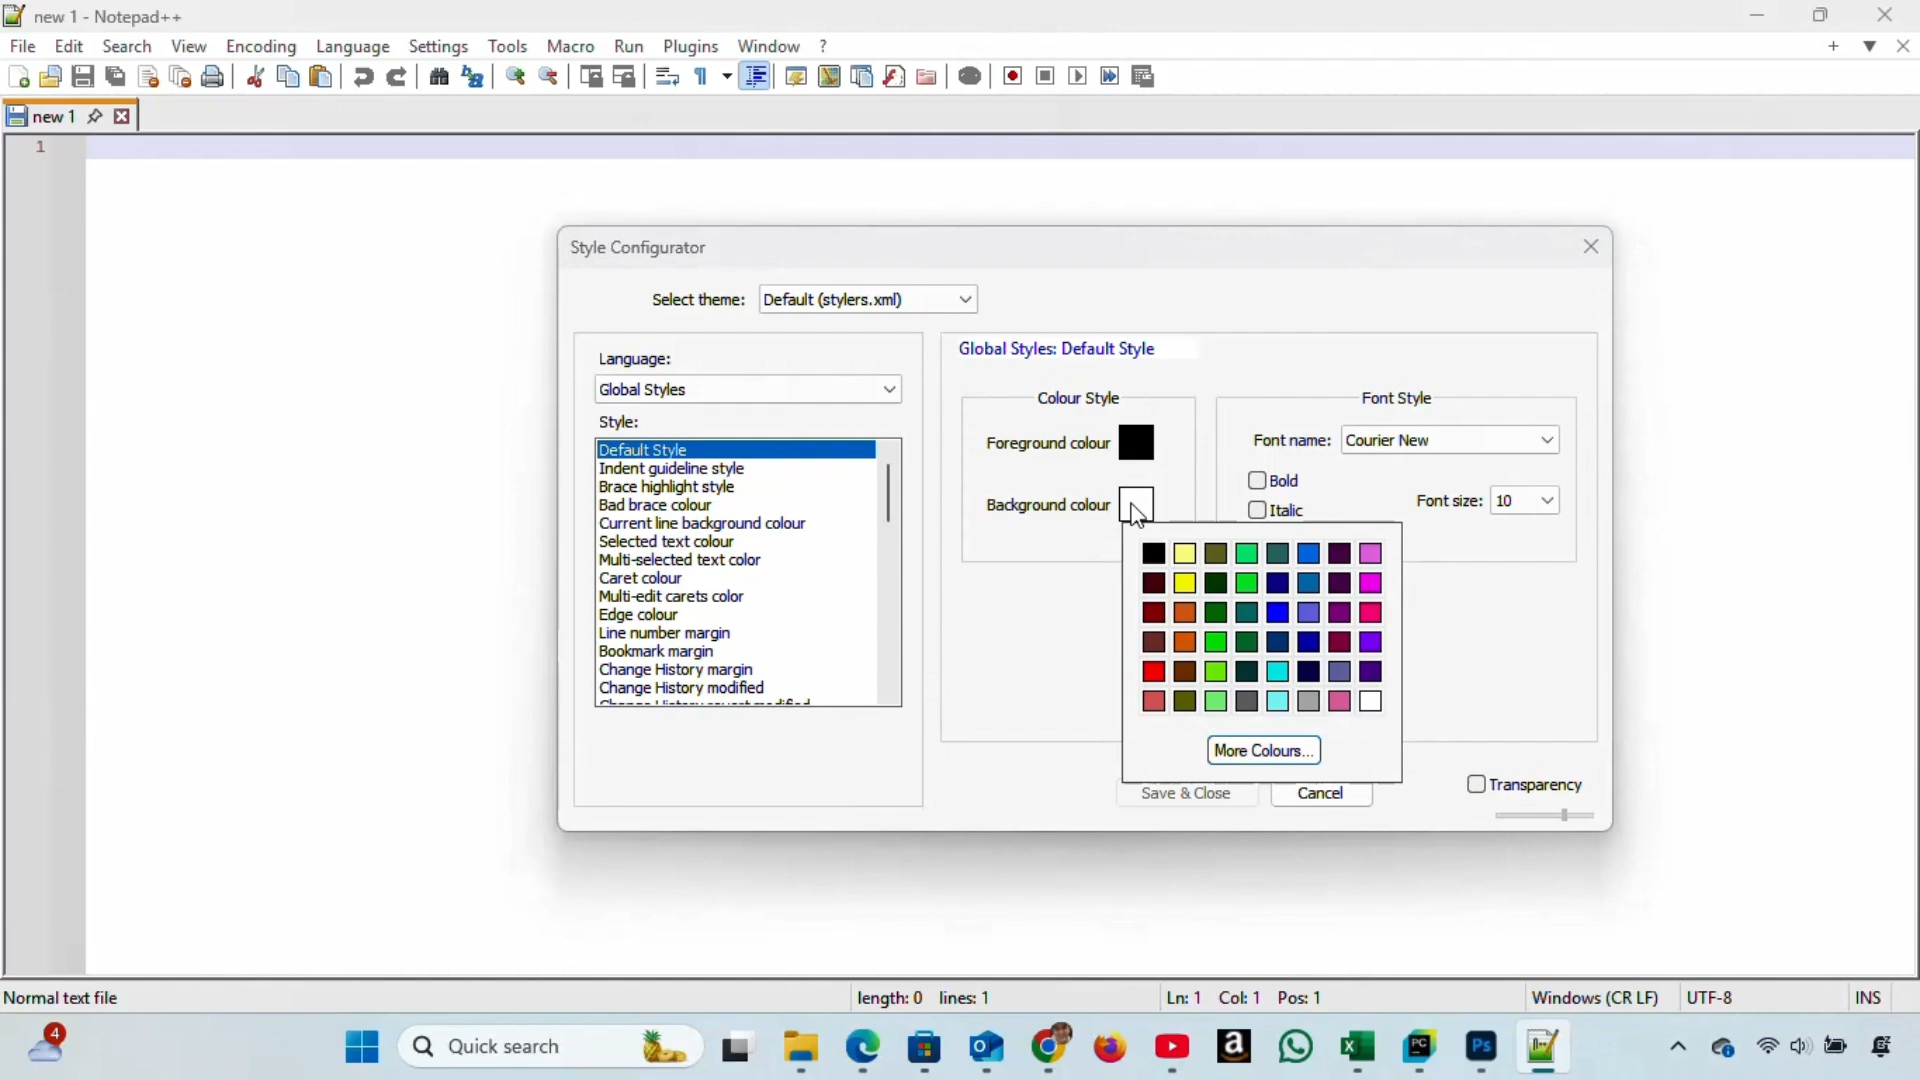 new 1 - Notepad++
File Edit Search View Encoding Language Settings Tools Macro Run Plugins Window ?
new 1
1
Style Configurator
Select theme: Default (stylers.xml)
Language:
Global Styles
Style:
Default Style
Indent guideline style
Brace highlight style
Bad brace colour
Current line background colour
Selected text colour
Multi-selected text color
Caret colour
Multi-edit carets color
Edge colour
Line number margin
Bookmark margin
Change History margin
Change History modified
Global Styles: Default Style
Colour Style
Foreground colour
Background colour
Font Style
Font name: Courier New
Bold
Italic
Font size: 10
More Colours...
Save & Close
Cancel
Transparency
Normal text file length: 0 lines: 1 Ln: 1 Col: 1 Pos: 1 Windows (CR LF) UTF-8 INS
4
Quick search
a
PC
Ps